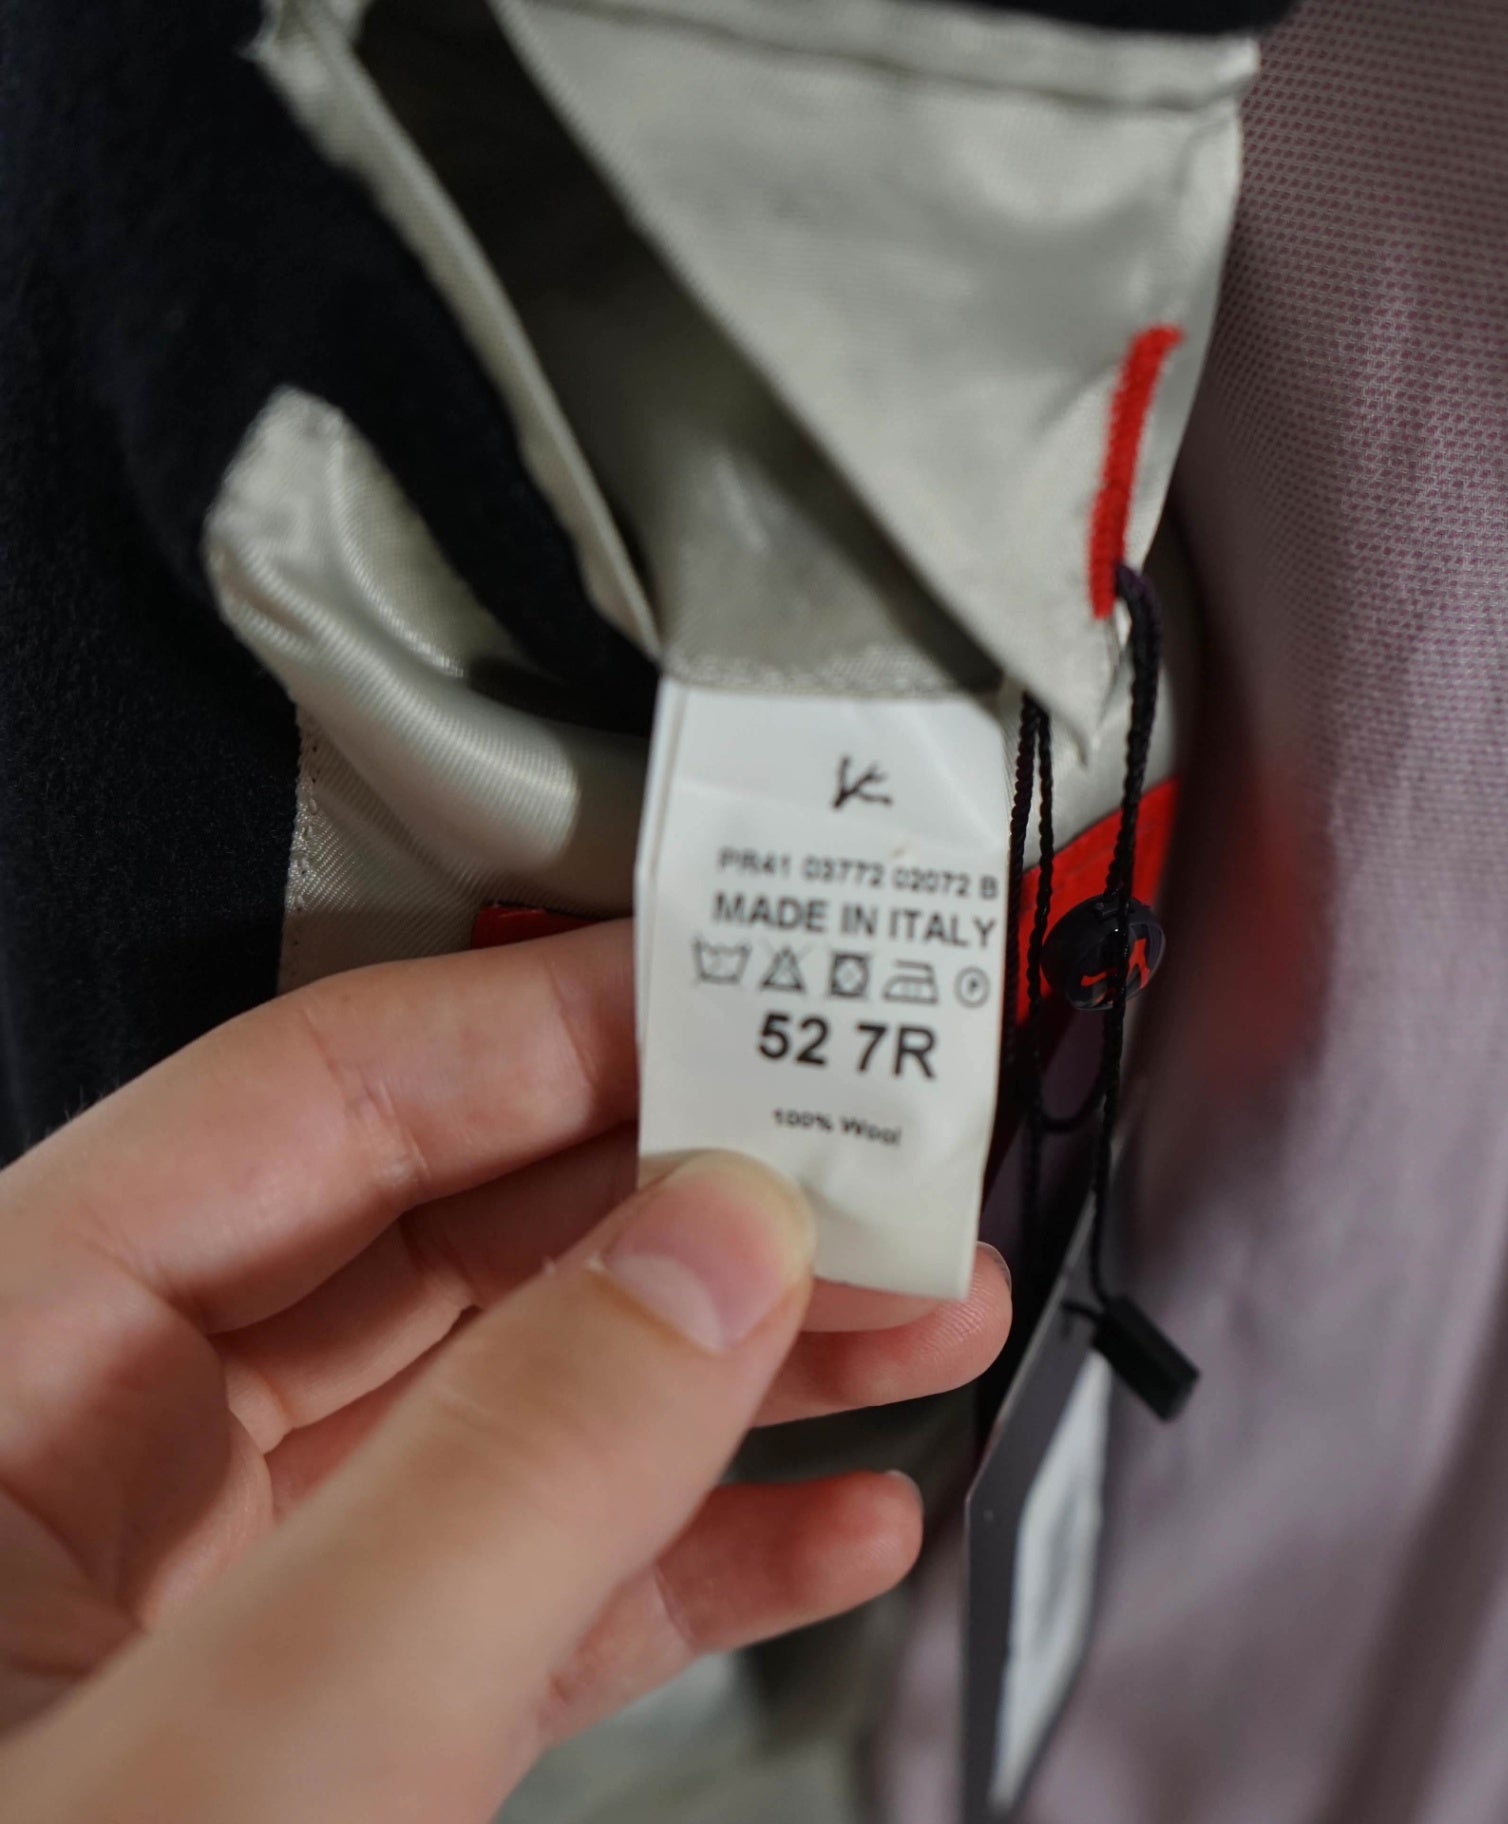 PR41 03772 02072 B
MADE IN ITALY
P
52 7R
100% Wool